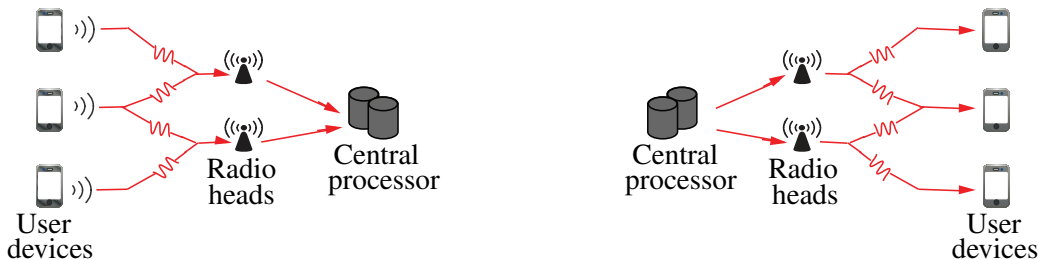 Radio
heads
Central
processor
User
devices
Central
processor
Radio
heads
User
devices